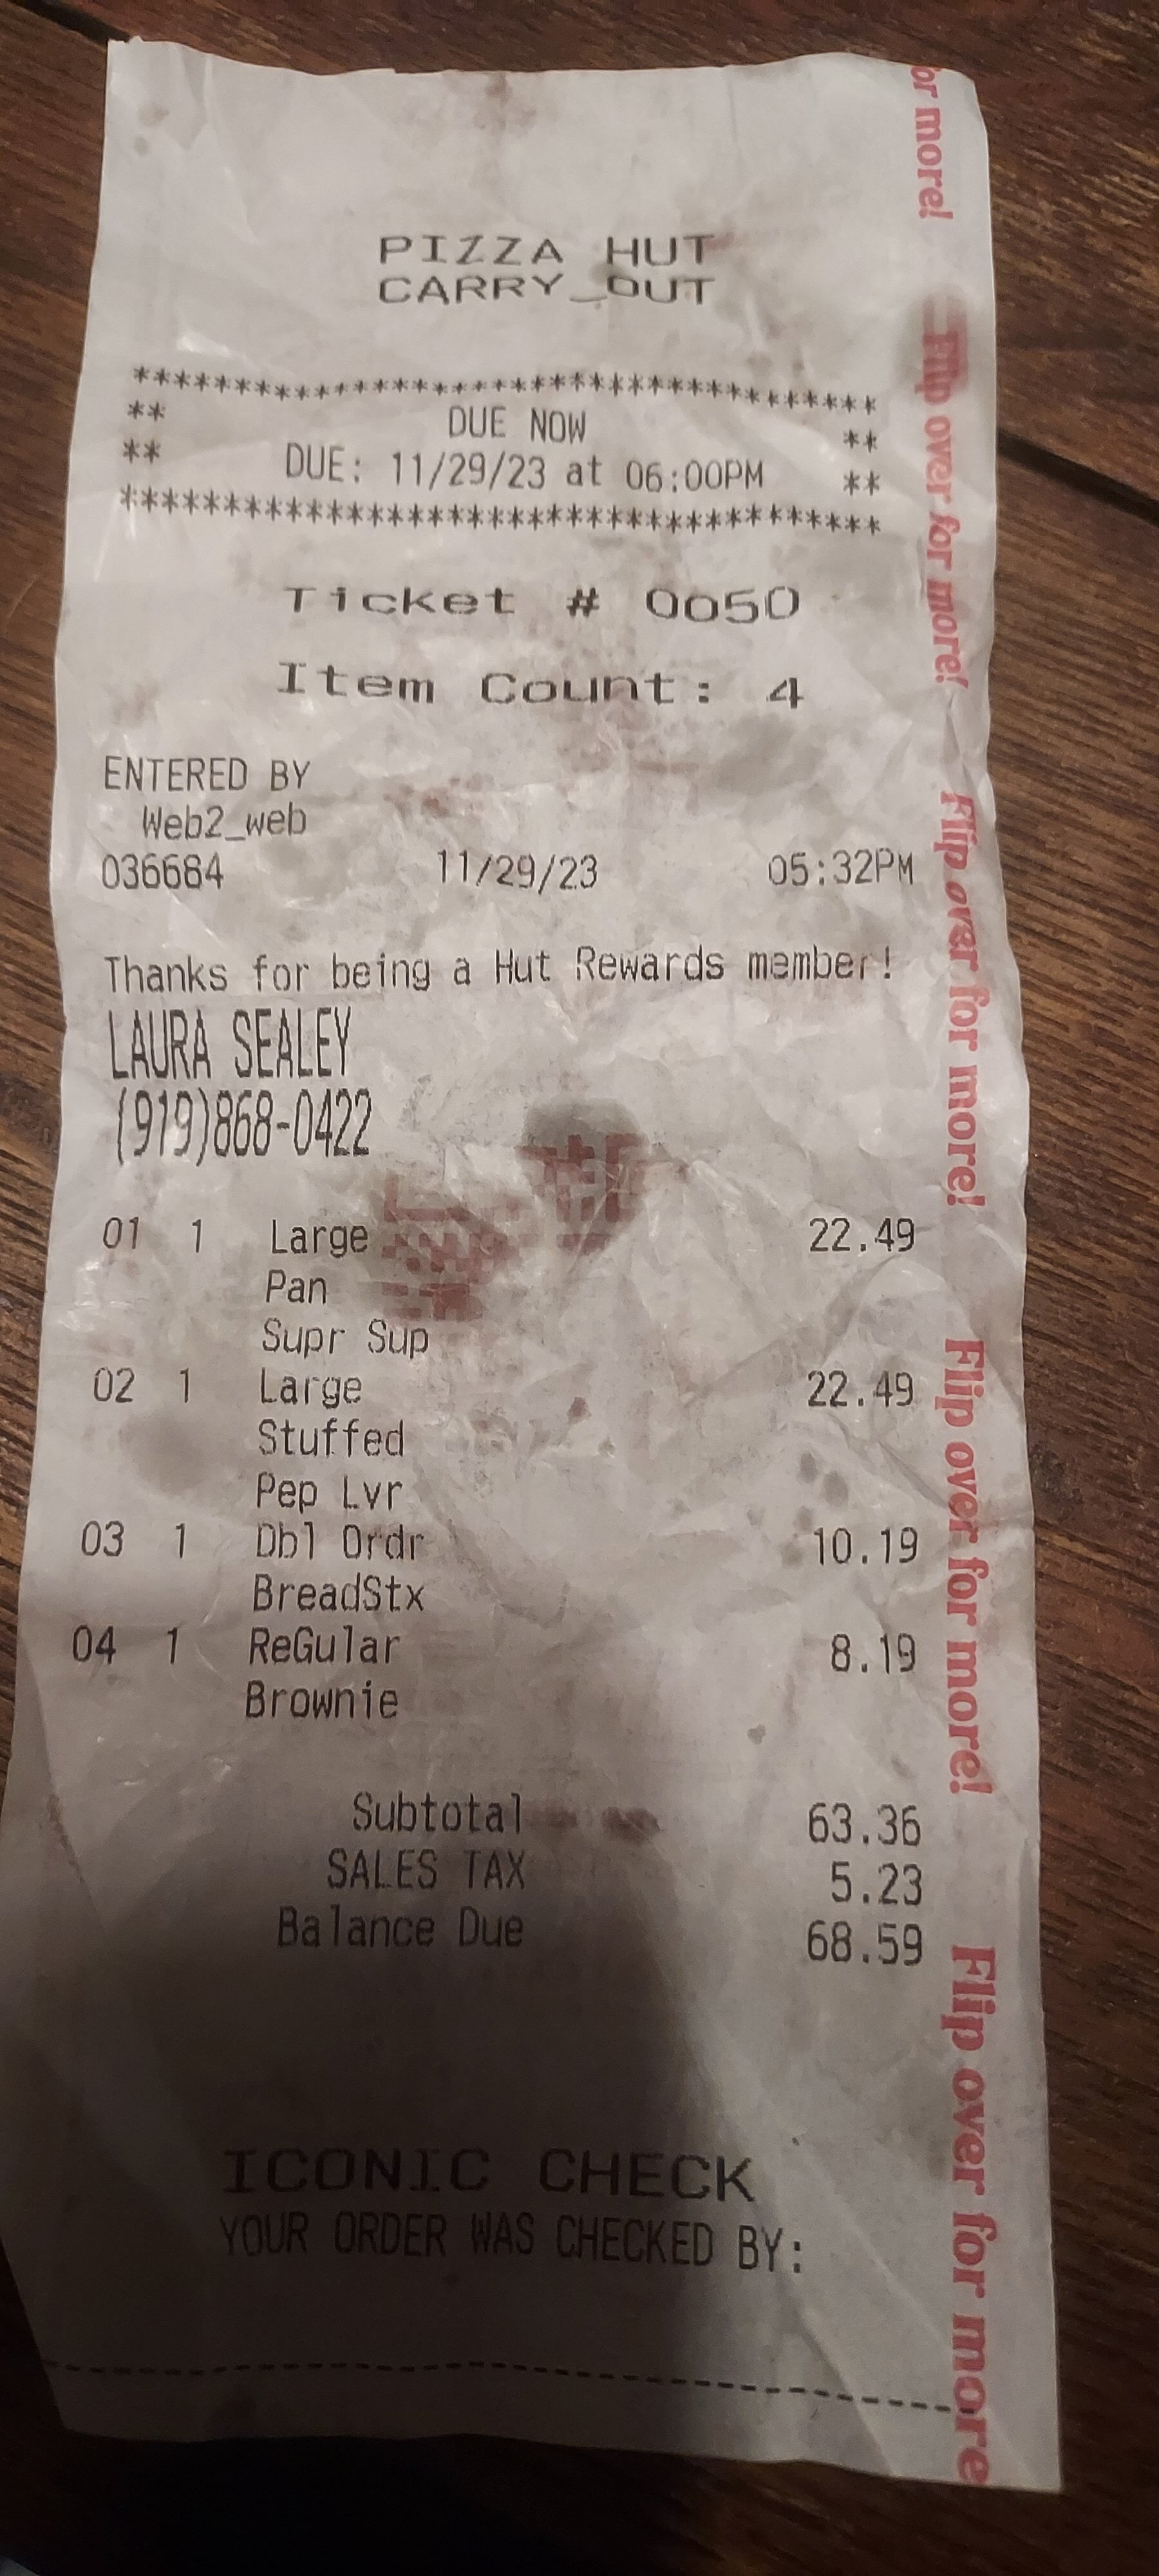 PIZZA HUT
CARRY_OUT
****************************************
** DUE NOW **
** DUE: 11/29/23 at 06:00PM **
****************************************
Ticket # 0050
Item Count: 4
ENTERED BY
Web2_web
036684 11/29/23 05:32PM
Thanks for being a Hut Rewards member!
LAURA SEALEY
(919)868-0422
01 1 Large 22.49
Pan
Supr Sup
02 1 Large 22.49
Stuffed
Pep Lvr
03 1 Dbl Ordr 10.19
BreadStx
04 1 ReGular 8.19
Brownie
Subtotal 63.36
SALES TAX 5.23
Balance Due 68.59
ICONIC CHECK
YOUR ORDER WAS CHECKED BY:
or more!
Flip over for more!
Flip over for more!
Flip over for more!
Flip over for more